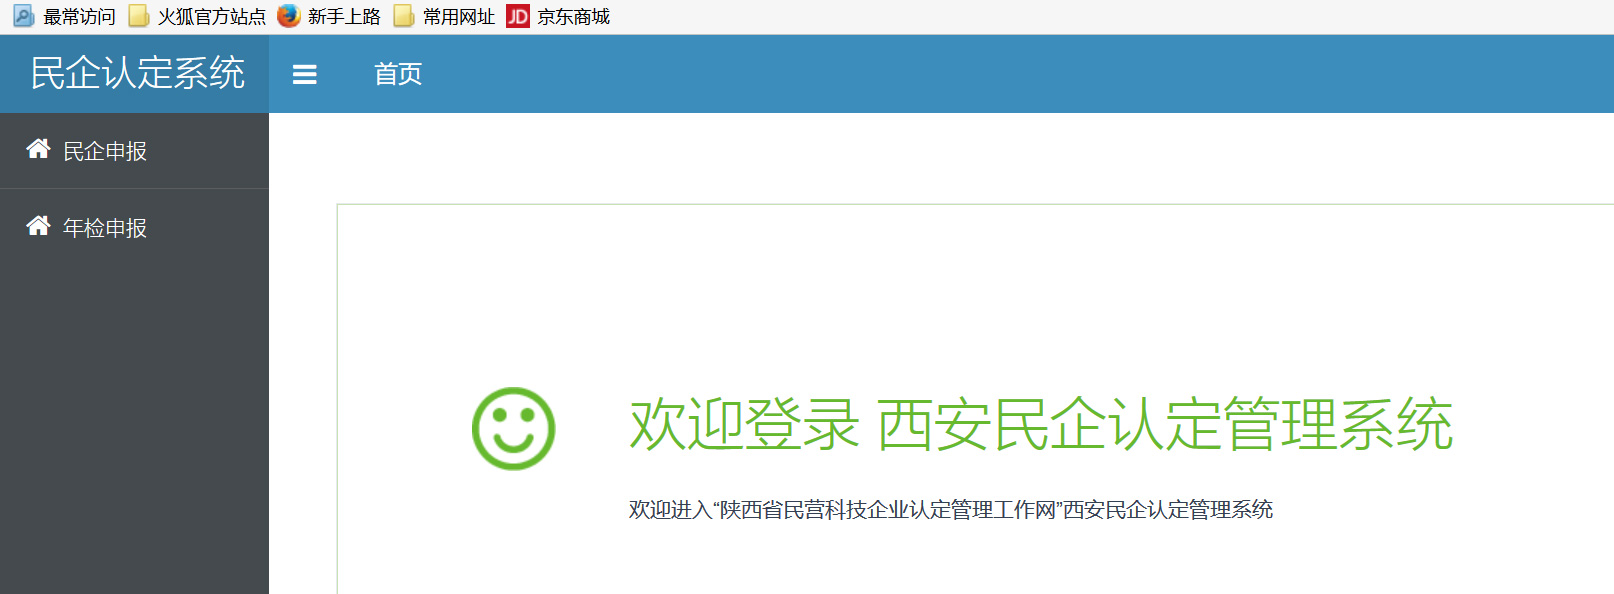 最常访问 火狐官方站点 新手上路 常用网址 JD 京东商城
民企认定系统 首页
民企申报
年检申报
欢迎登录 西安民企认定管理系统
欢迎进入“陕西省民营科技企业认定管理工作网”西安民企认定管理系统